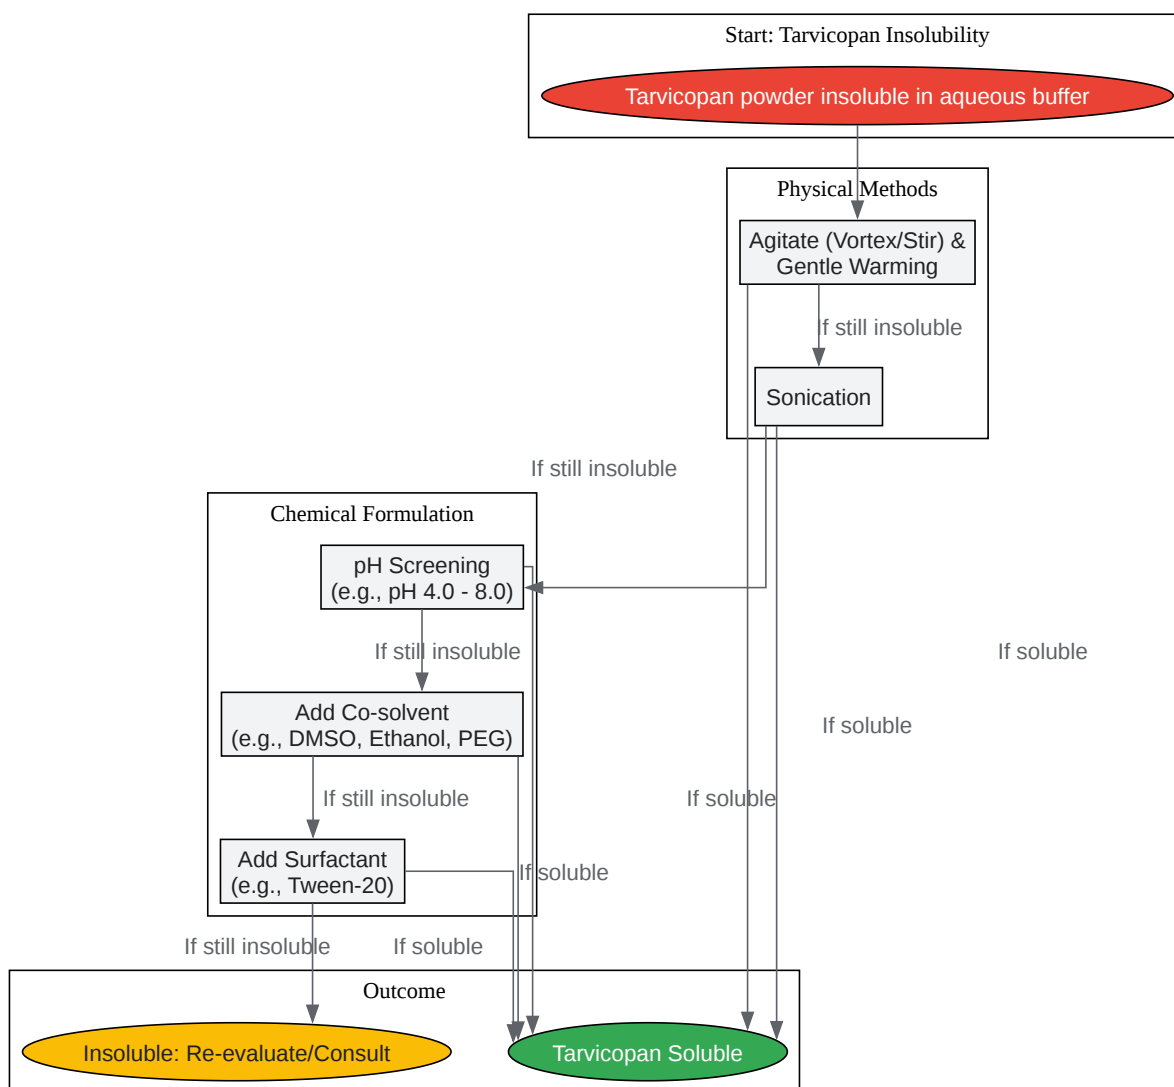 Start: Tarvicopan Insolubility
Tarvicopan powder insoluble in aqueous buffer
Physical Methods
Agitate (Vortex/Stir) &
Gentle Warming
If still insoluble
Sonication
If still insoluble
Chemical Formulation
pH Screening
(e.g., pH 4.0 - 8.0)
If still insoluble
If soluble
Add Co-solvent
(e.g., DMSO, Ethanol, PEG)
If soluble
If still insoluble
If soluble
Add Surfactant
(e.g., Tween-20)
If soluble
If still insoluble
If soluble
Outcome
Insoluble: Re-evaluate/Consult
Tarvicopan Soluble